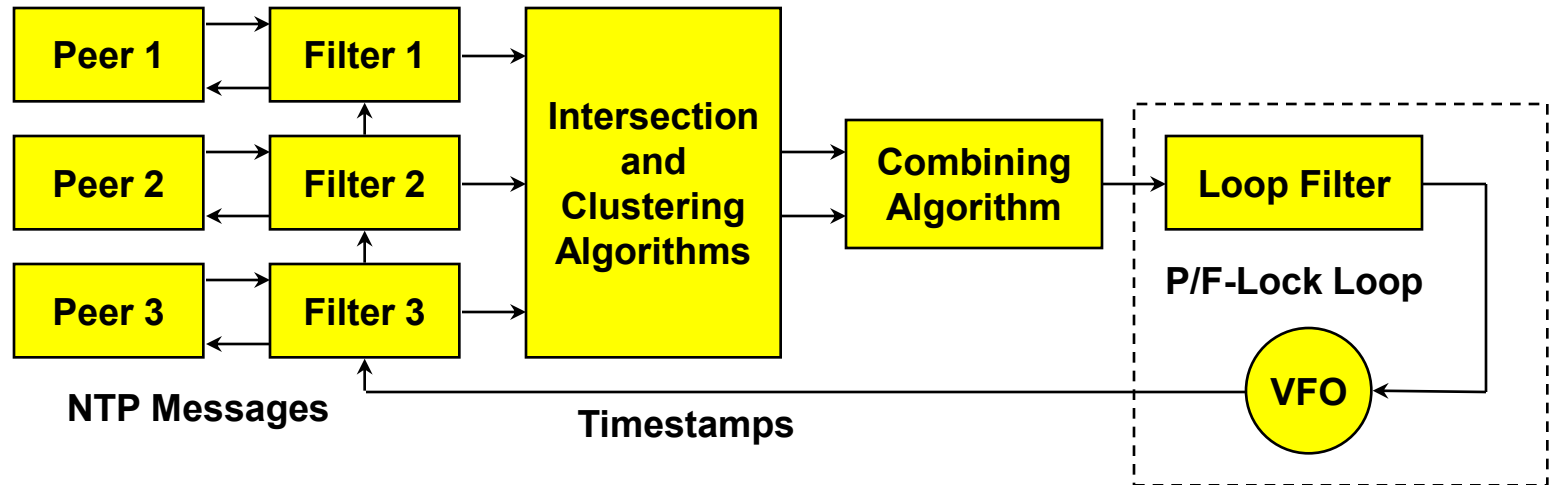 Peer 1
Filter 1
Peer 2
Filter 2
Peer 3
Filter 3
NTP Messages
Intersection
and
Clustering
Algorithms
Combining
Algorithm
Loop Filter
P/F-Lock Loop
VFO
Timestamps